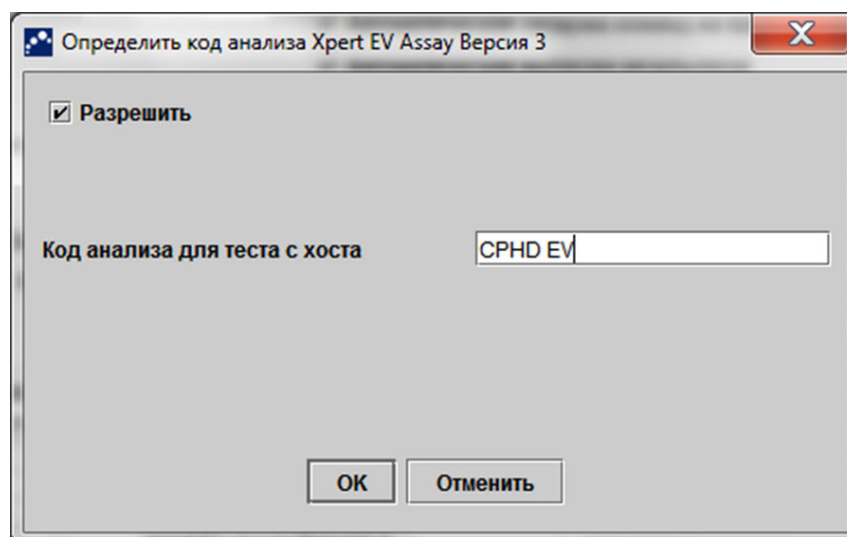 Определить код анализа Xpert EV Assay Версия 3
Разрешить
Код анализа для теста с хоста
CPHD EV
OK
Отменить